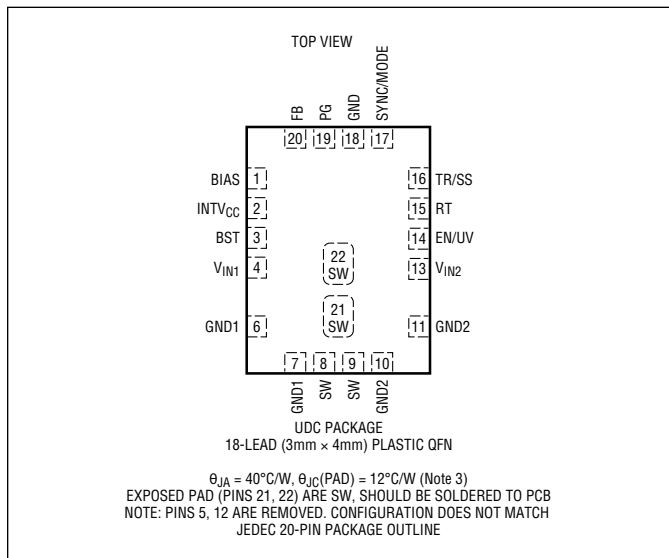 TOP VIEW
FB
PG
GND
SYNC/MODE
20 19 18 17
BIAS 1
INTVCC 2
BST 3
VIN1 4
GND1 6
16 TR/SS
15 RT
14 EN/UV
13 VIN2
11 GND2
22
SW
21
SW
7 8 9 10
GND1
SW
SW
GND2
UDC PACKAGE
18-LEAD (3mm × 4mm) PLASTIC QFN
θJA = 40°C/W, θJC(PAD) = 12°C/W (Note 3)
EXPOSED PAD (PINS 21, 22) ARE SW, SHOULD BE SOLDERED TO PCB
NOTE: PINS 5, 12 ARE REMOVED. CONFIGURATION DOES NOT MATCH
JEDEC 20-PIN PACKAGE OUTLINE